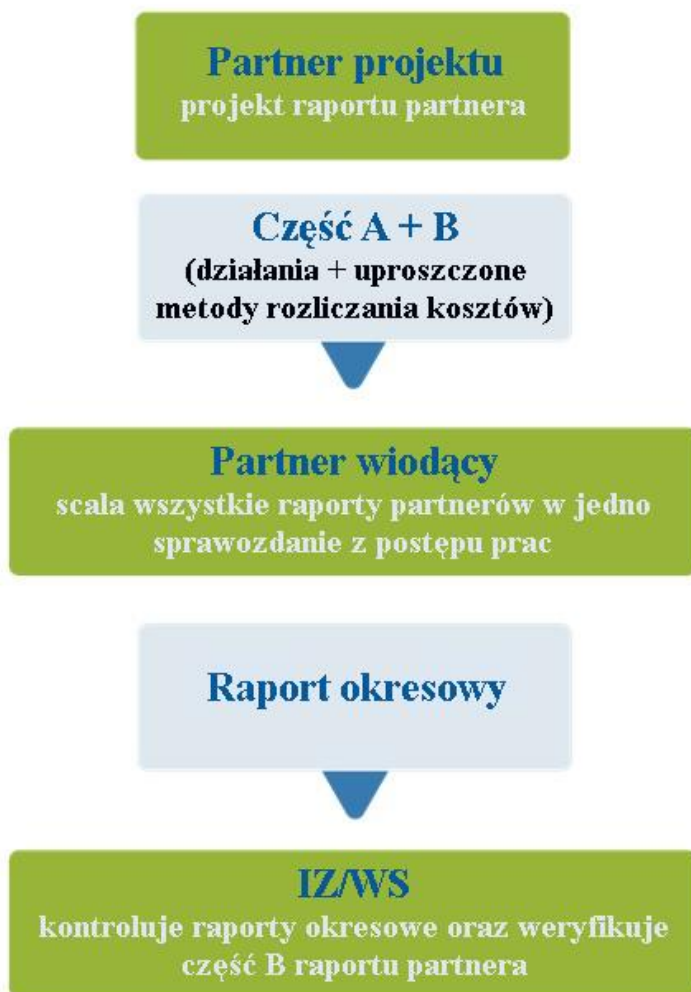 Partner projektu
projekt raportu partnera
Część A + B
(działania + uproszczone
metody rozliczania kosztów)
Partner wiodący
scala wszystkie raporty partnerów w jedno
sprawozdanie z postępu prac
Raport okresowy
IZ/WS
kontroluje raporty okresowe oraz weryfikuje
część B raportu partnera